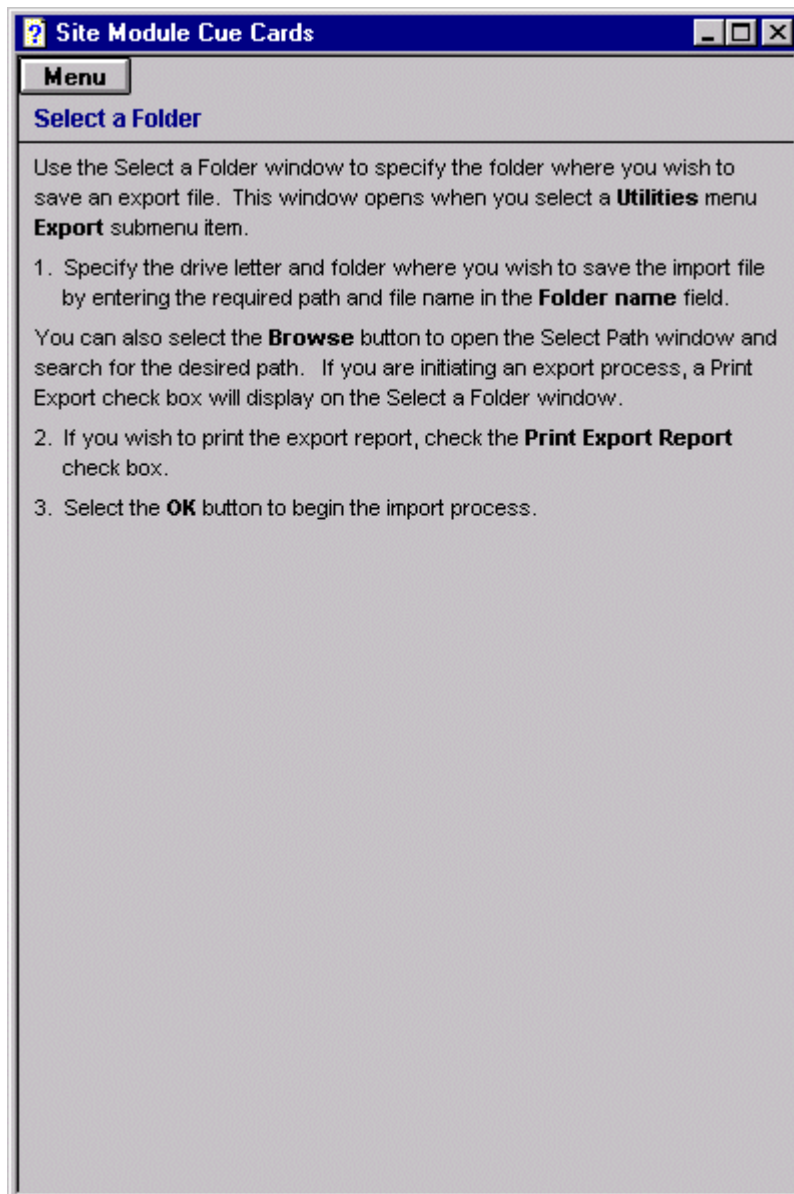 Site Module Cue Cards
Menu
Select a Folder
Use the Select a Folder window to specify the folder where you wish to
save an export file. This window opens when you select a Utilities menu
Export submenu item.
1. Specify the drive letter and folder where you wish to save the import file
by entering the required path and file name in the Folder name field.
You can also select the Browse button to open the Select Path window and
search for the desired path. If you are initiating an export process, a Print
Export check box will display on the Select a Folder window.
2. If you wish to print the export report, check the Print Export Report
check box.
3. Select the OK button to begin the import process.